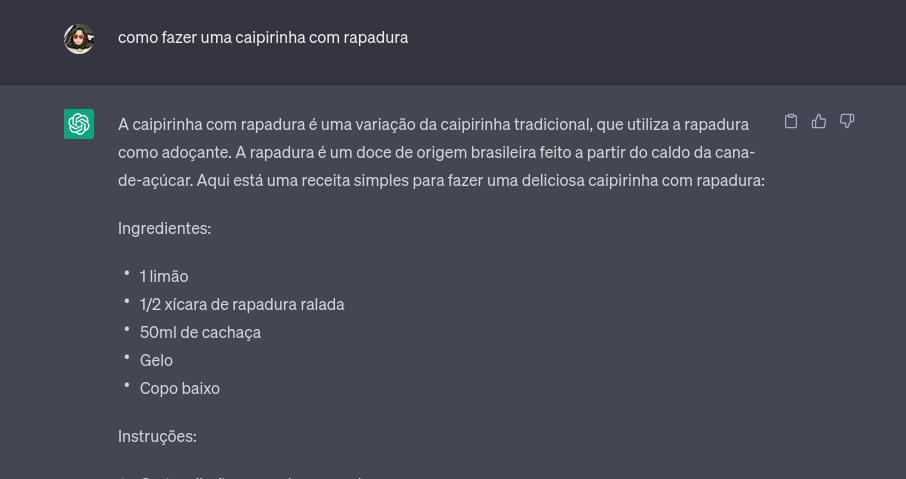 como fazer uma caipirinha com rapadura
A caipirinha com rapadura é uma variação da caipirinha tradicional, que utiliza a rapadura
como adoçante. A rapadura é um doce de origem brasileira feito a partir do caldo da cana-
de-açúcar. Aqui está uma receita simples para fazer uma deliciosa caipirinha com rapadura:
Ingredientes:
• 1 limão
• 1/2 xícara de rapadura ralada
• 50ml de cachaça
• Gelo
• Copo baixo
Instruções: